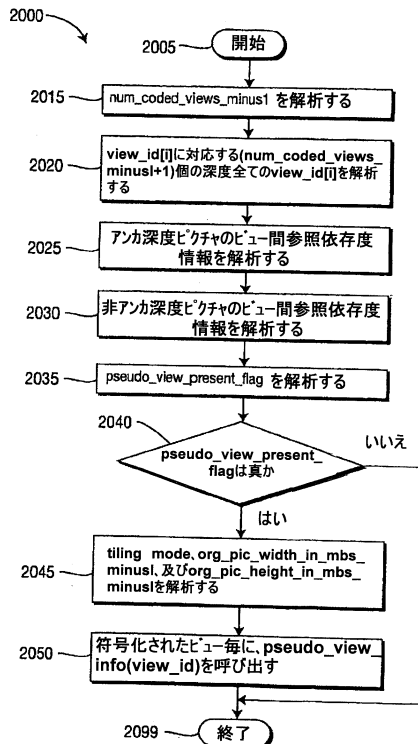 2000
2005
開始
2015
num_coded_views_minus1 を解析する
2020
view_id[i]に対応する(num_coded_views_
minusl+1)個の深度全てのview_id[i]を解析
する
2025
アンカ深度ピクチャのビュー間参照依存度
情報を解析する
2030
非アンカ深度ピクチャのビュー間参照依存度
情報を解析する
2035
pseudo_view_present_flag を解析する
2040
pseudo_view_present_
flagは真か
いいえ
はい
2045
tiling mode、org_pic_width_in_mbs_
minusl、及びorg_pic_height_in_mbs_
minuslを解析する
2050
符号化されたビュー毎に、pseudo_view_
info(view_id)を呼び出す
2099
終了